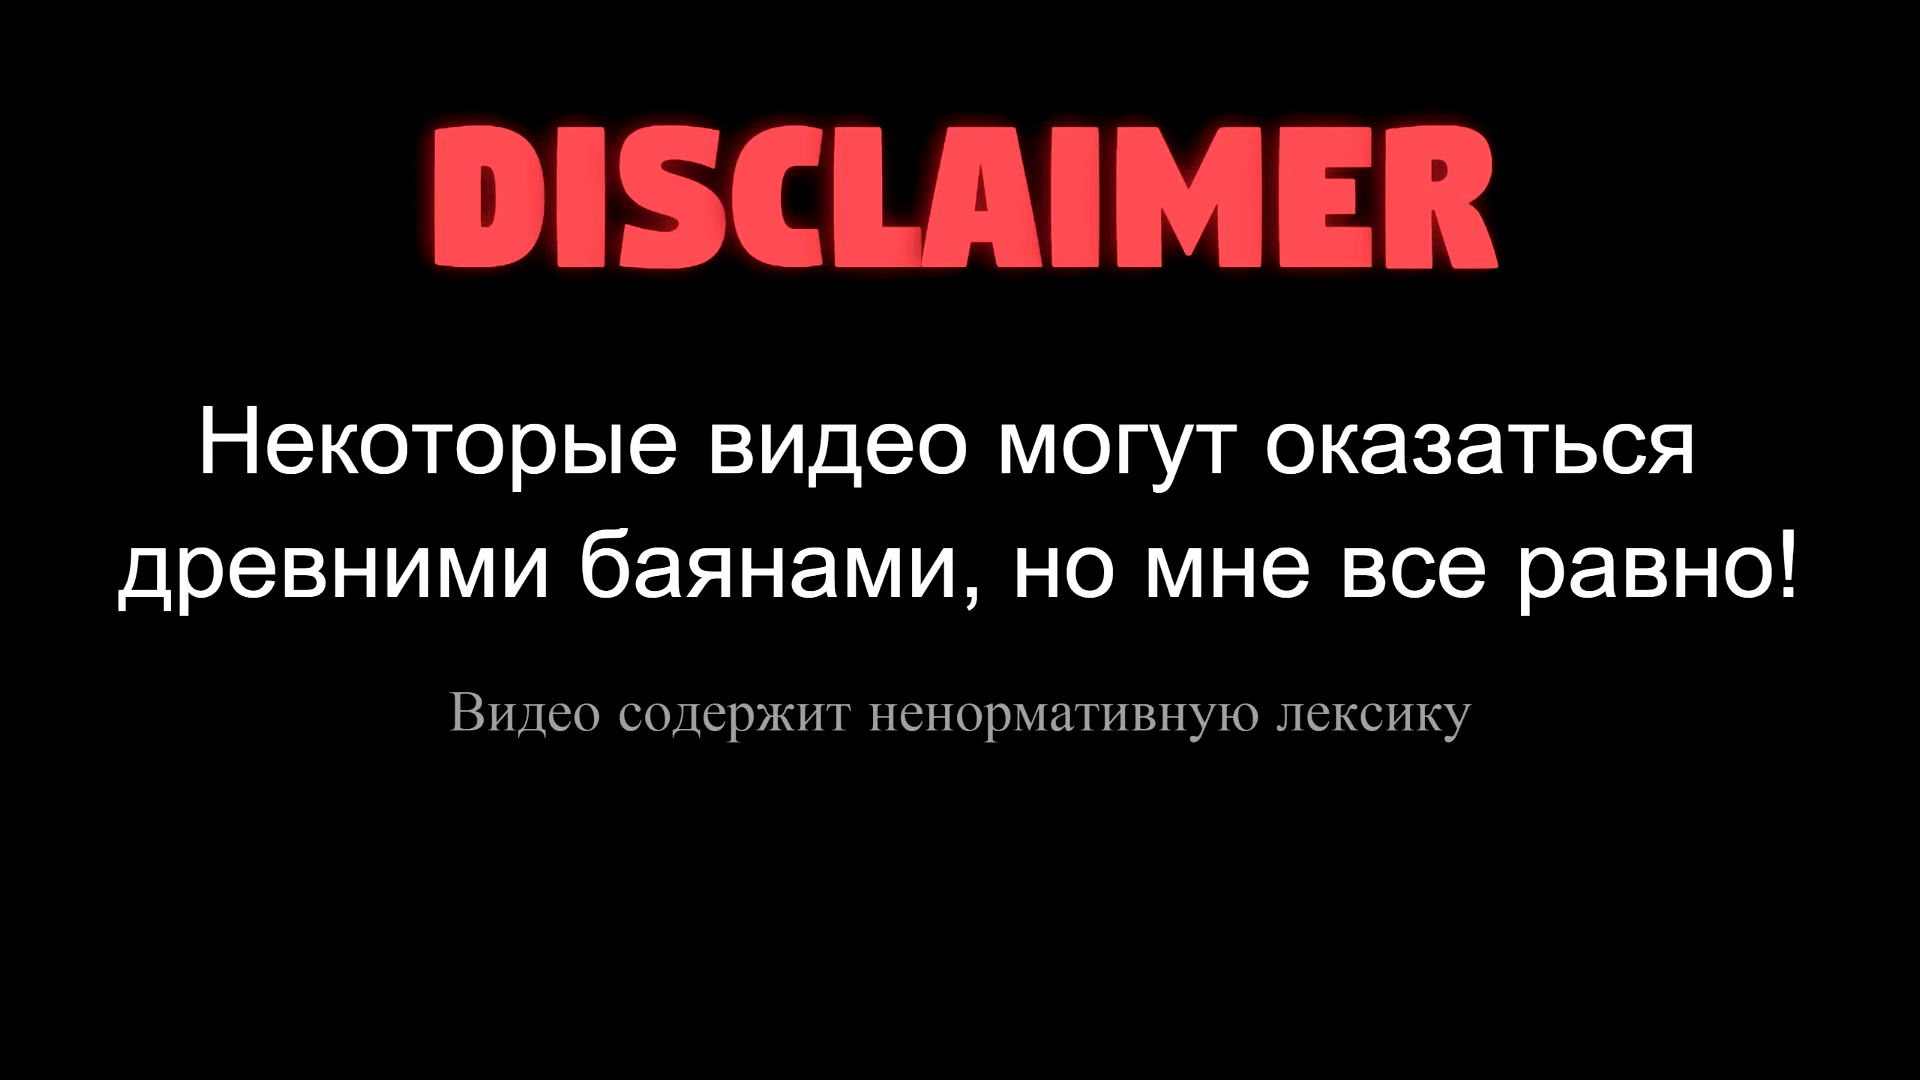 DISCLAIMER
Некоторые видео могут оказаться
древними баянами, но мне все равно!
Видео содержит ненормативную лексику